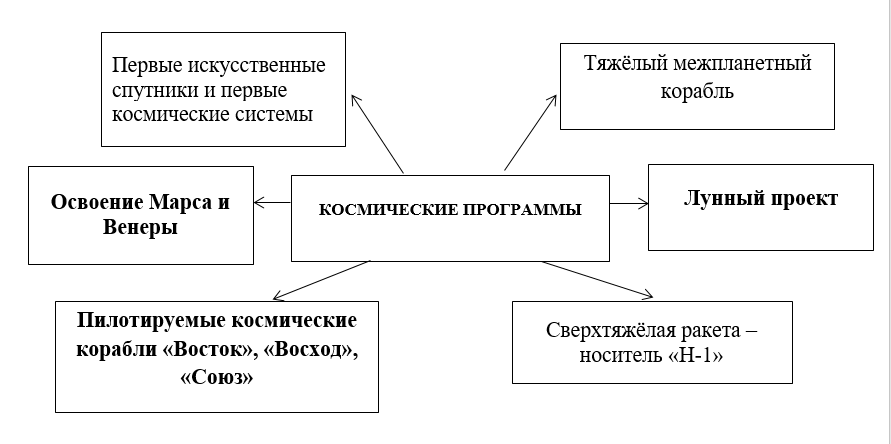 Первые искусственные
спутники и первые
космические системы
Тяжёлый межпланетный
корабль
Освоение Марса и
Венеры
КОСМИЧЕСКИЕ ПРОГРАММЫ
Лунный проект
Пилотируемые космические
корабли «Восток», «Восход»,
«Союз»
Сверхтяжёлая ракета –
носитель «Н-1»